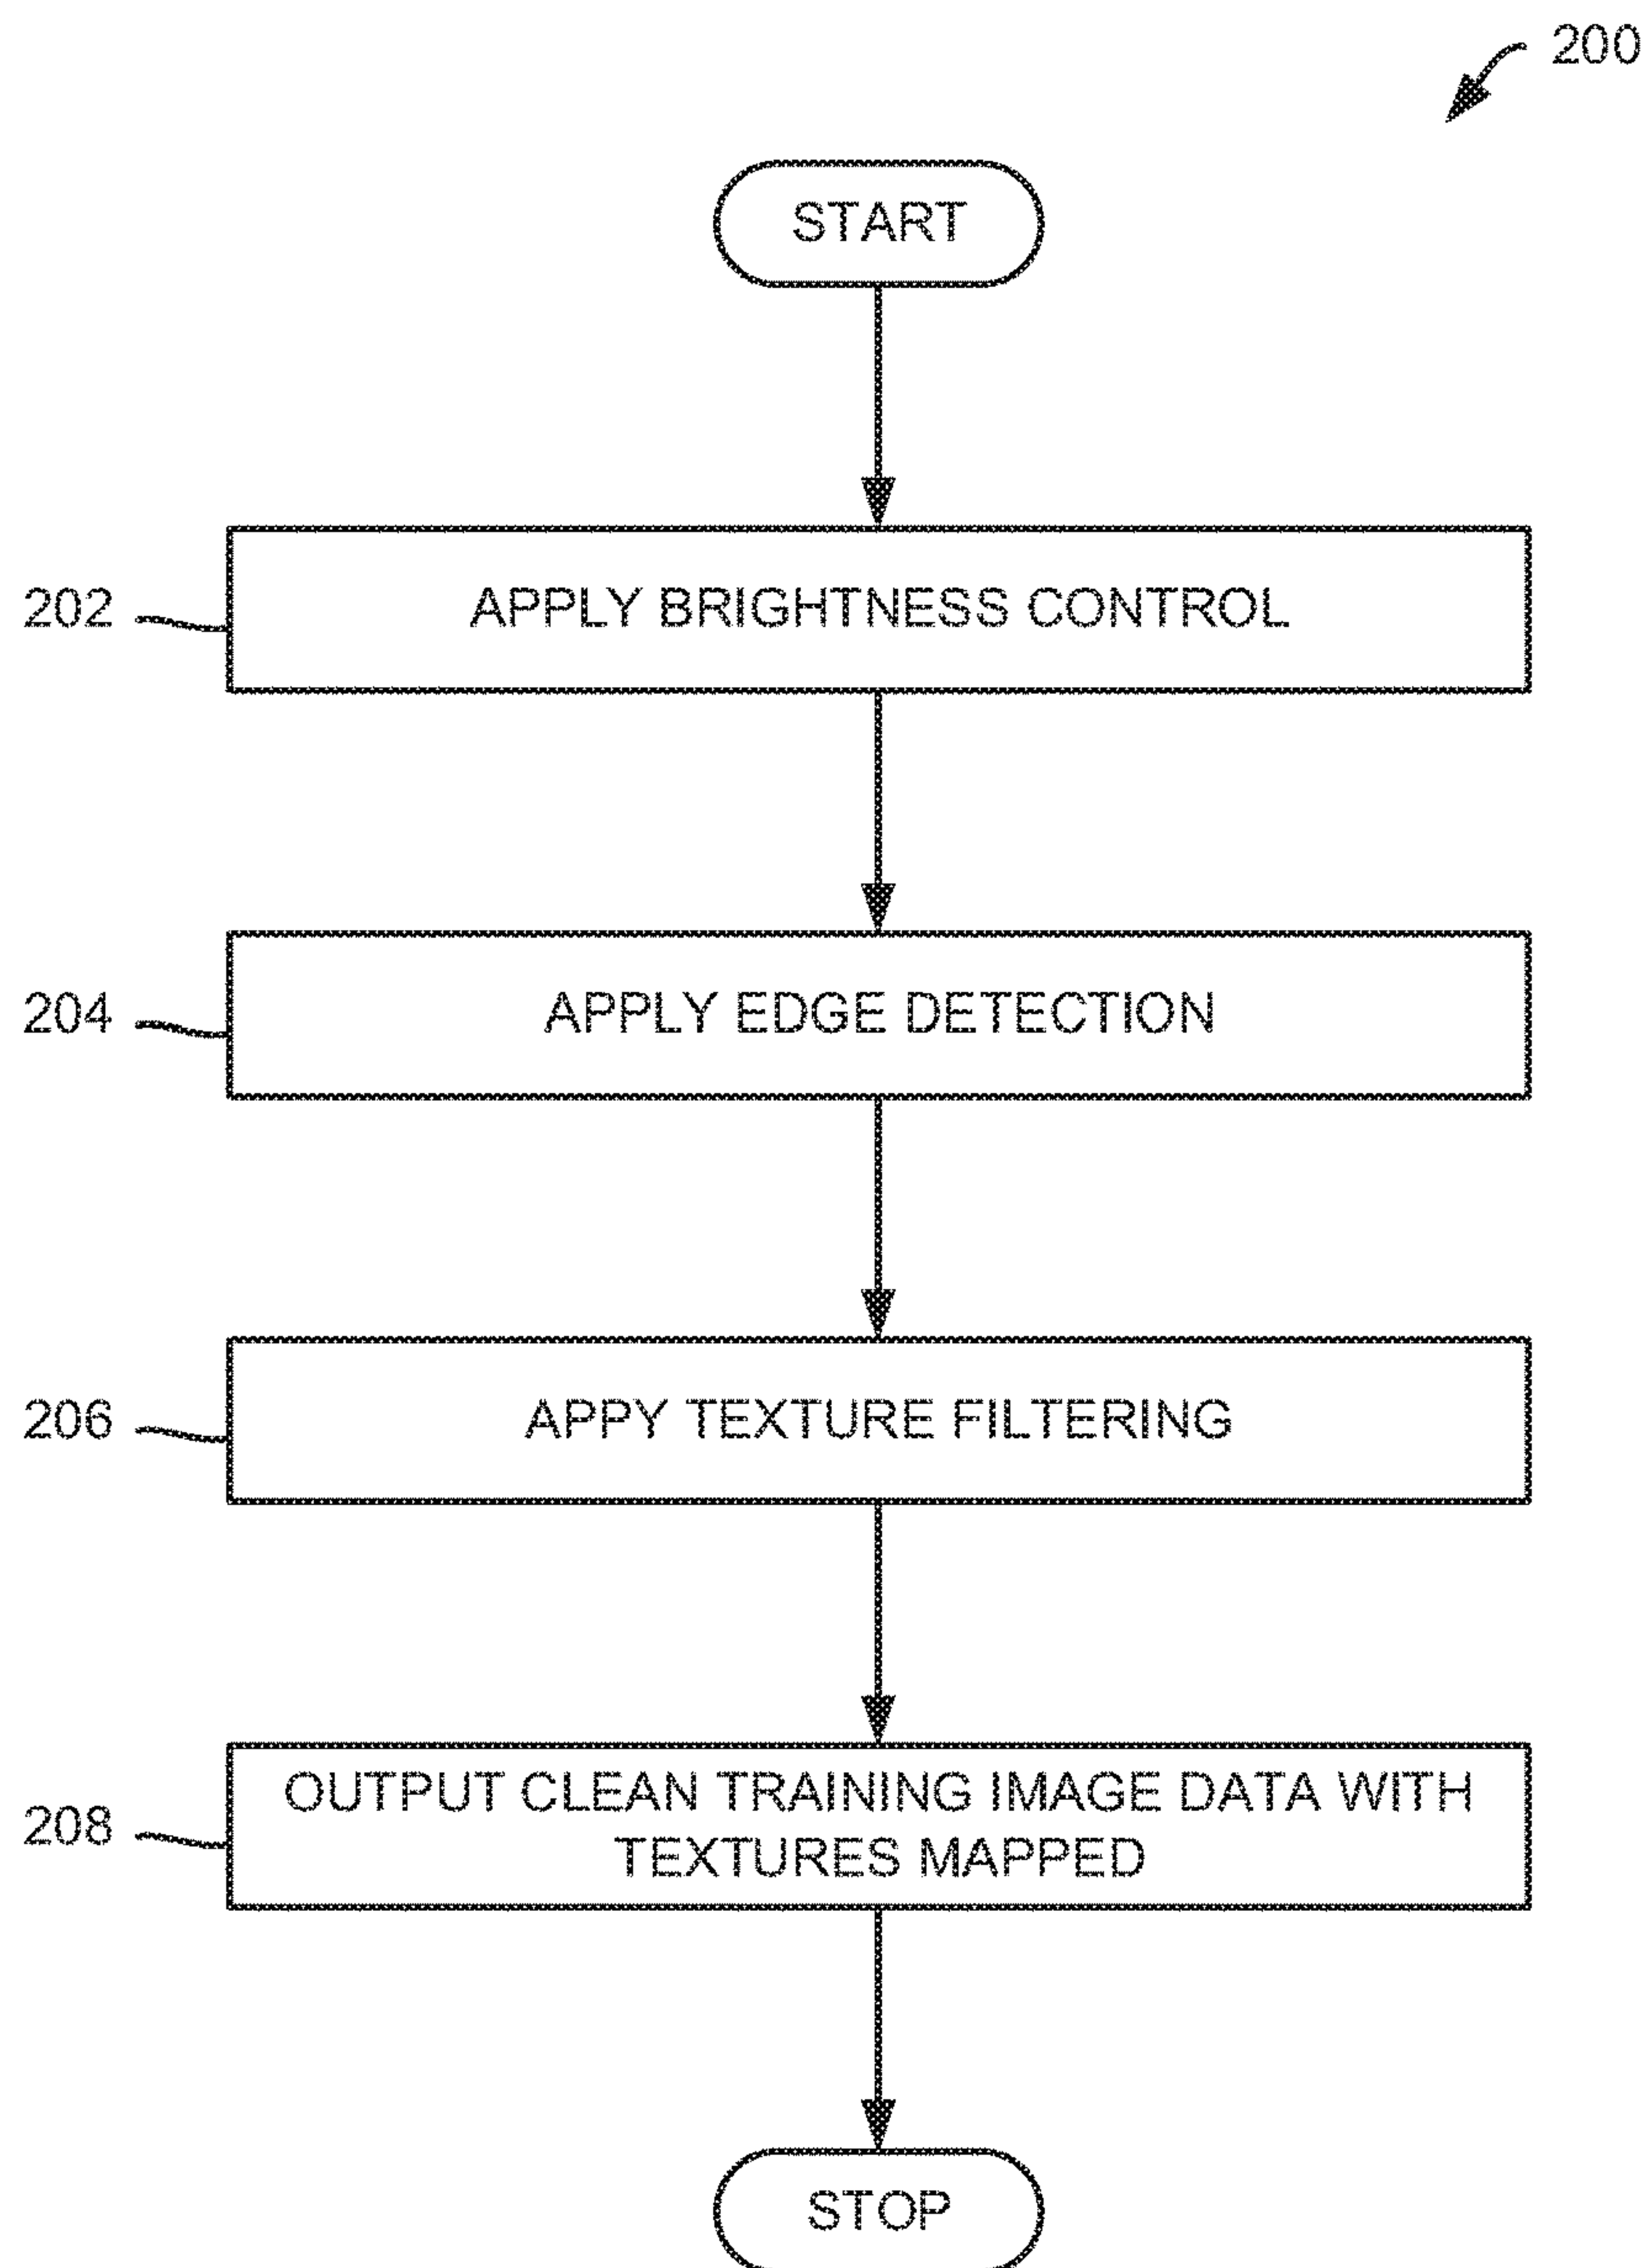 200
START
202
APPLY BRIGHTNESS CONTROL
204
APPLY EDGE DETECTION
206
APPY TEXTURE FILTERING
208
OUTPUT CLEAN TRAINING IMAGE DATA WITH
TEXTURES MAPPED
STOP